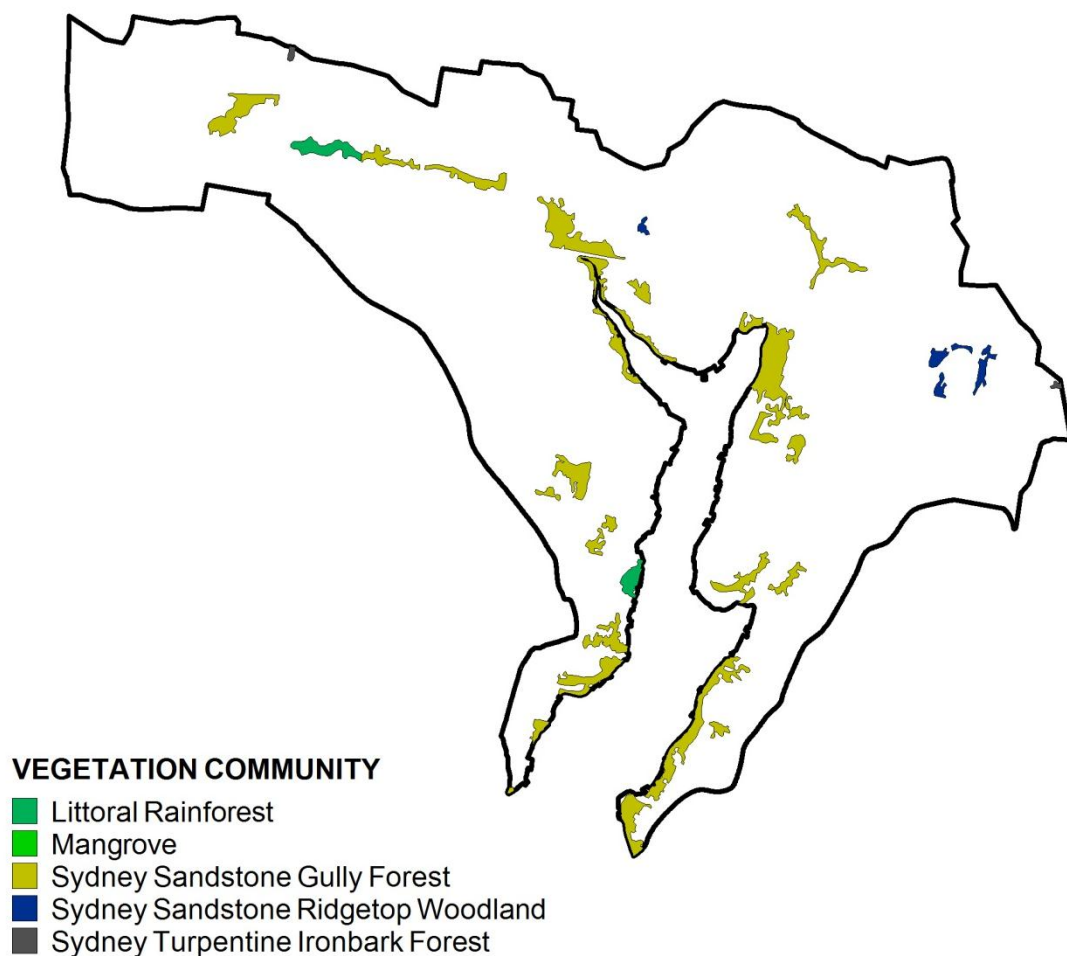 VEGETATION COMMUNITY
Littoral Rainforest
Mangrove
Sydney Sandstone Gully Forest
Sydney Sandstone Ridgetop Woodland
Sydney Turpentine Ironbark Forest